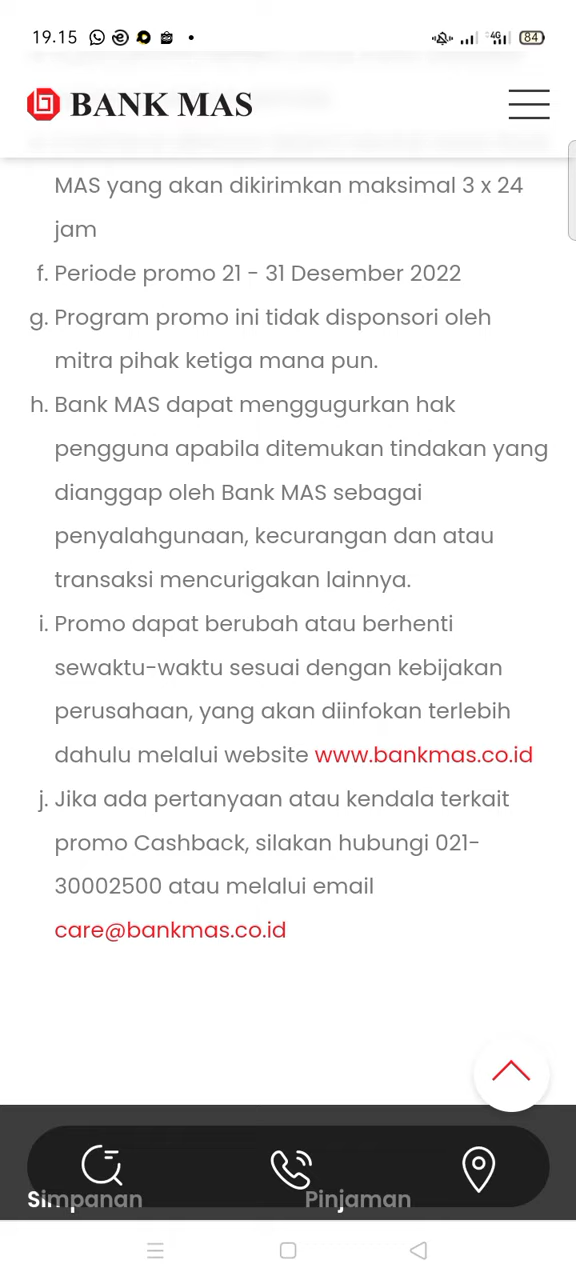 19.15
4G
84
BANK MAS
MAS yang akan dikirimkan maksimal 3 x 24
jam
f. Periode promo 21 - 31 Desember 2022
g. Program promo ini tidak disponsori oleh
mitra pihak ketiga mana pun.
h. Bank MAS dapat menggugurkan hak
pengguna apabila ditemukan tindakan yang
dianggap oleh Bank MAS sebagai
penyalahgunaan, kecurangan dan atau
transaksi mencurigakan lainnya.
i. Promo dapat berubah atau berhenti
sewaktu-waktu sesuai dengan kebijakan
perusahaan, yang akan diinfokan terlebih
dahulu melalui website www.bankmas.co.id
j. Jika ada pertanyaan atau kendala terkait
promo Cashback, silakan hubungi 021-
30002500 atau melalui email
care@bankmas.co.id
Simpanan
Pinjaman